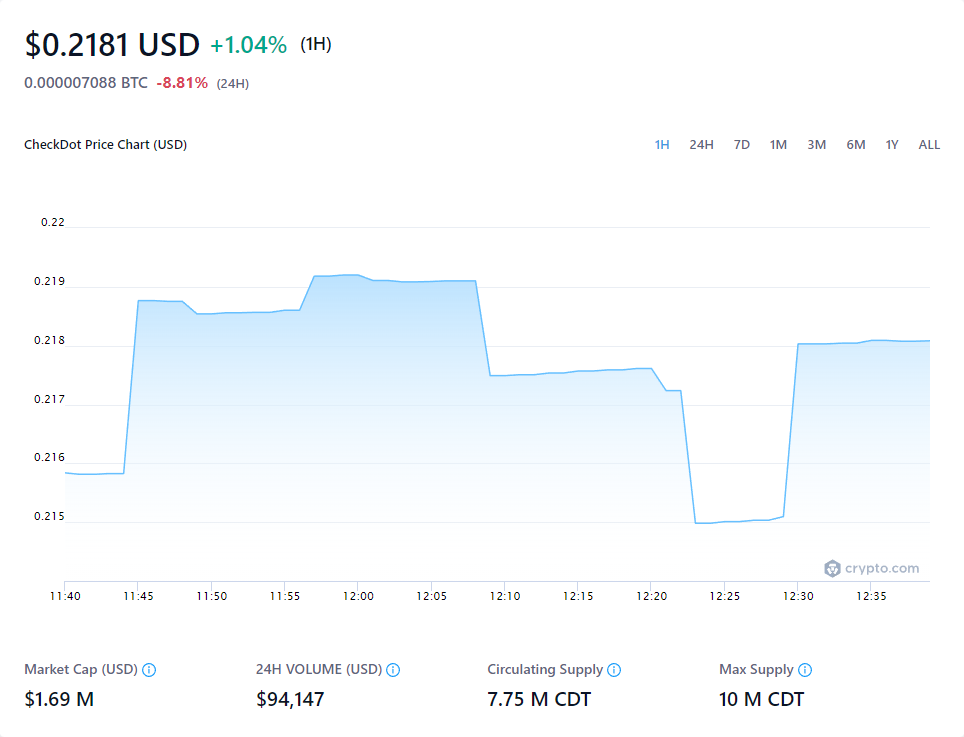 $0.2181 USD +1.04% (1H)
0.000007088 BTC -8.81% (24H)
CheckDot Price Chart (USD) 1H 24H 7D 1M 3M 6M 1Y ALL
0.22
0.219
0.218
0.217
0.216
0.215
crypto.com
11:40 11:45 11:50 11:55 12:00 12:05 12:10 12:15 12:20 12:25 12:30 12:35
Market Cap (USD) 24H VOLUME (USD) Circulating Supply Max Supply
$1.69 M $94,147 7.75 M CDT 10 M CDT